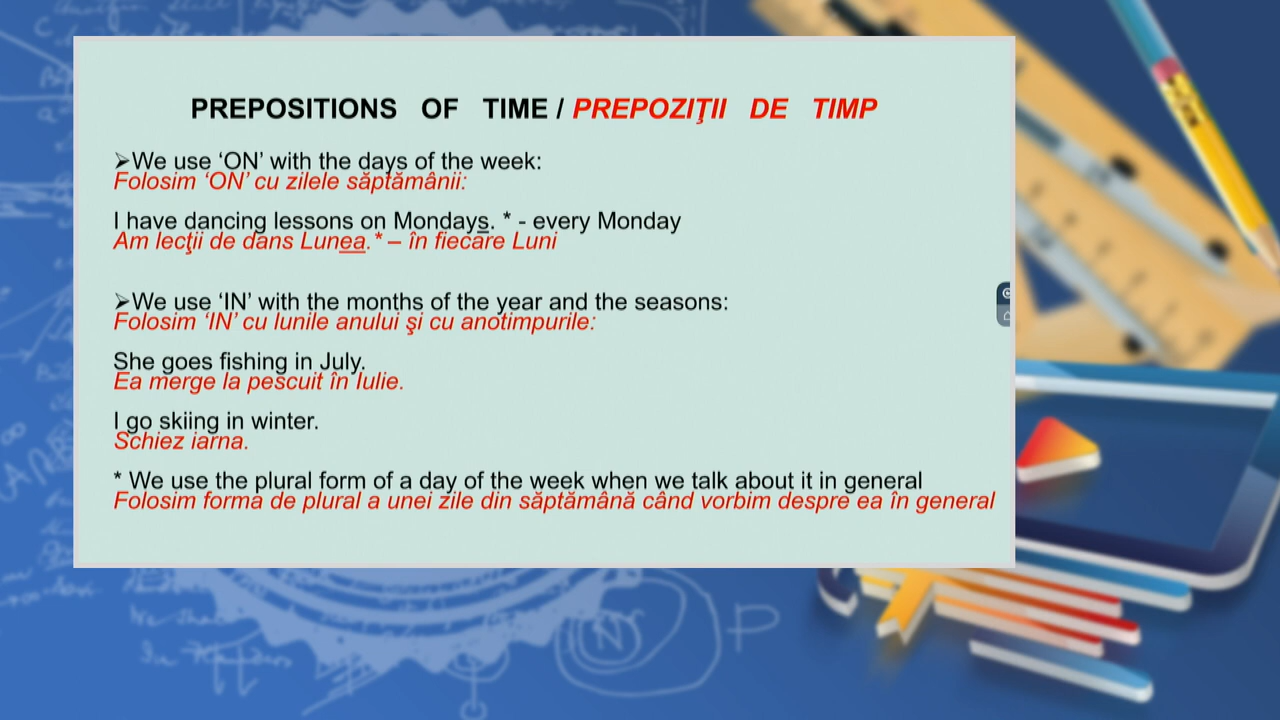 PREPOSITIONS OF TIME / PREPOZIŢII DE TIMP
➢We use ‘ON’ with the days of the week:
Folosim ‘ON’ cu zilele săptămânii:
I have dancing lessons on Mondays. * - every Monday
Am lecţii de dans Lunea.* – în fiecare Luni
➢We use ‘IN’ with the months of the year and the seasons:
Folosim ‘IN’ cu lunile anului şi cu anotimpurile:
She goes fishing in July.
Ea merge la pescuit în Iulie.
I go skiing in winter.
Schiez iarna.
* We use the plural form of a day of the week when we talk about it in general
Folosim forma de plural a unei zile din săptămână când vorbim despre ea în general
P